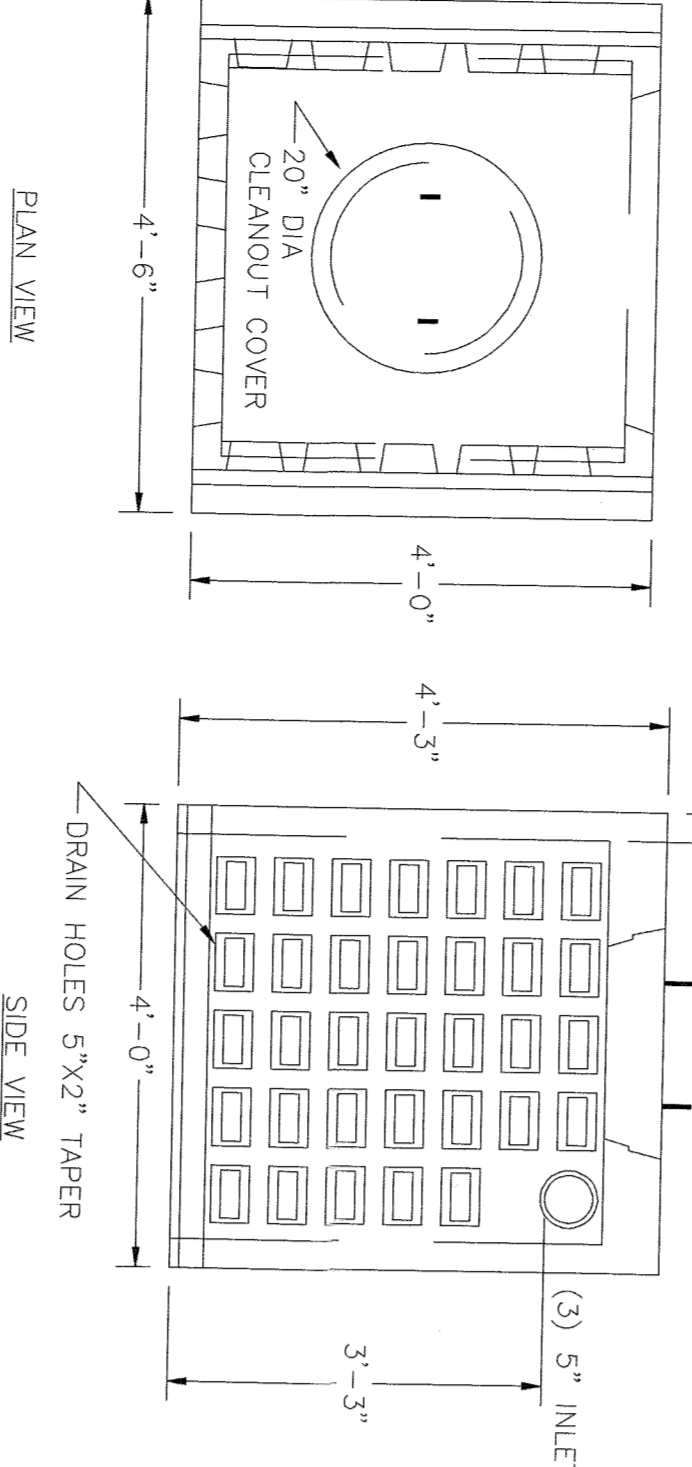 20" DIA
CLEANOUT COVER
4'-6"
4'-0"
PLAN VIEW
4'-3"
(3) 5"
3'-3"
4'-0"
DRAIN HOLES 5"X2" TAPER
SIDE VIEW